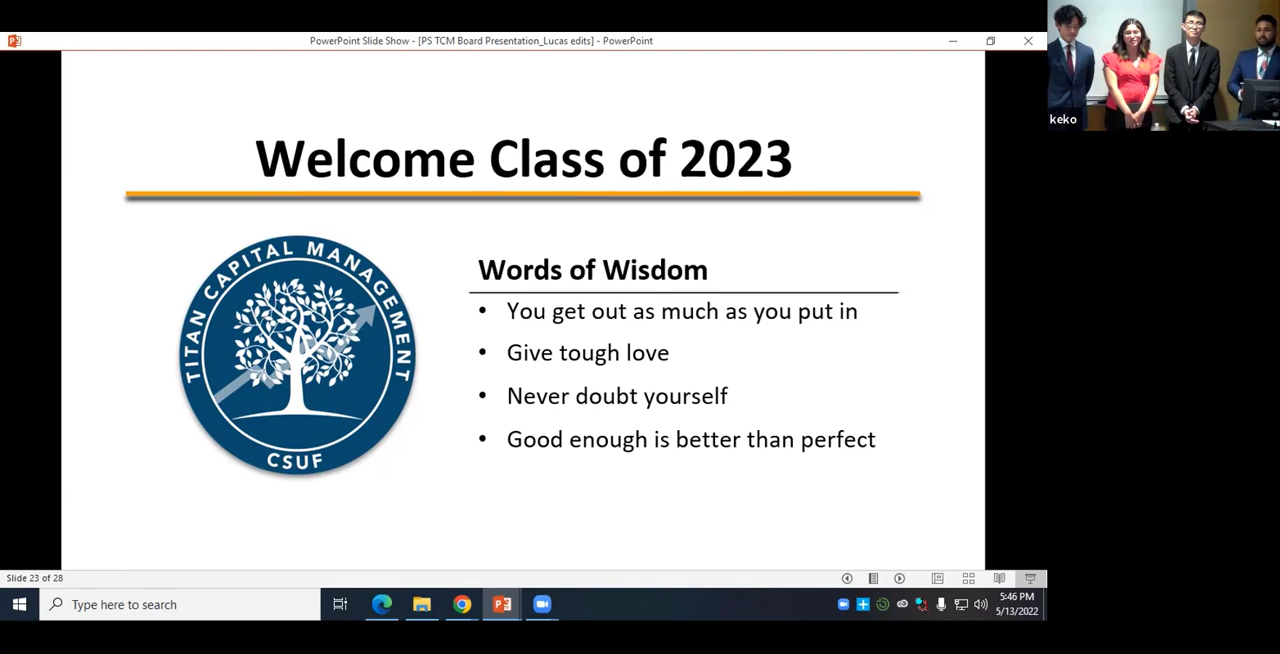 PowerPoint Slide Show - [PS TCM Board Presentation_Lucas edits] - PowerPoint
keko
Welcome Class of 2023
TITAN CAPITAL MANAGEMENT
CSUF
Words of Wisdom
• You get out as much as you put in
• Give tough love
• Never doubt yourself
• Good enough is better than perfect
Slide 23 of 28
Type here to search
5:46 PM
5/13/2022